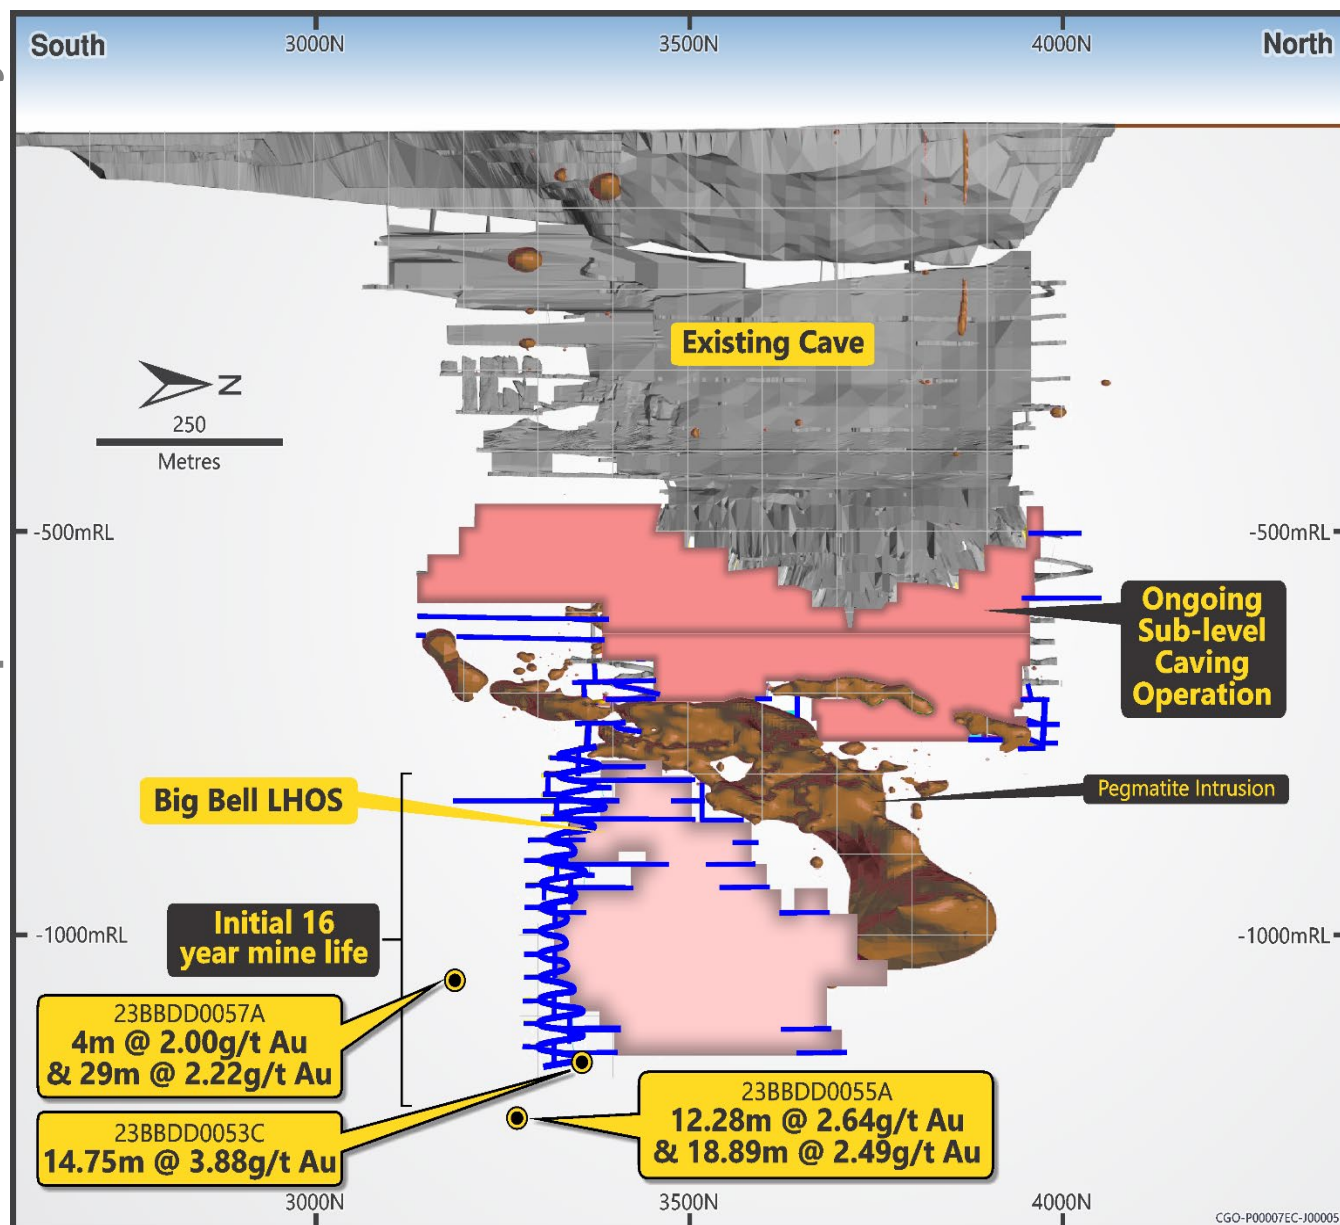 South
3000N
3500N
4000N
North
Existing Cave
N
250
Metres
-500mRL
-500mRL
Ongoing
Sub-level
Caving
Operation
Pegmatite Intrusion
Big Bell LHOS
Initial 16
year mine life
-1000mRL
-1000mRL
23BBDD0057A
4m @ 2.00g/t Au
& 29m @ 2.22g/t Au
23BBDD0055A
12.28m @ 2.64g/t Au
& 18.89m @ 2.49g/t Au
23BBDD0053C
14.75m @ 3.88g/t Au
3000N
3500N
4000N
CGO-P00007EC-J00005